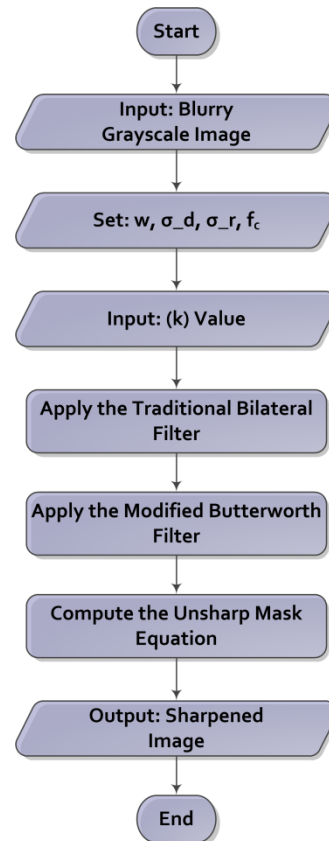 Start
Input: Blurry
Grayscale Image
Set: w, σ_d, σ_r, f꜀
Input: (k) Value
Apply the Traditional Bilateral
Filter
Apply the Modified Butterworth
Filter
Compute the Unsharp Mask
Equation
Output: Sharpened
Image
End